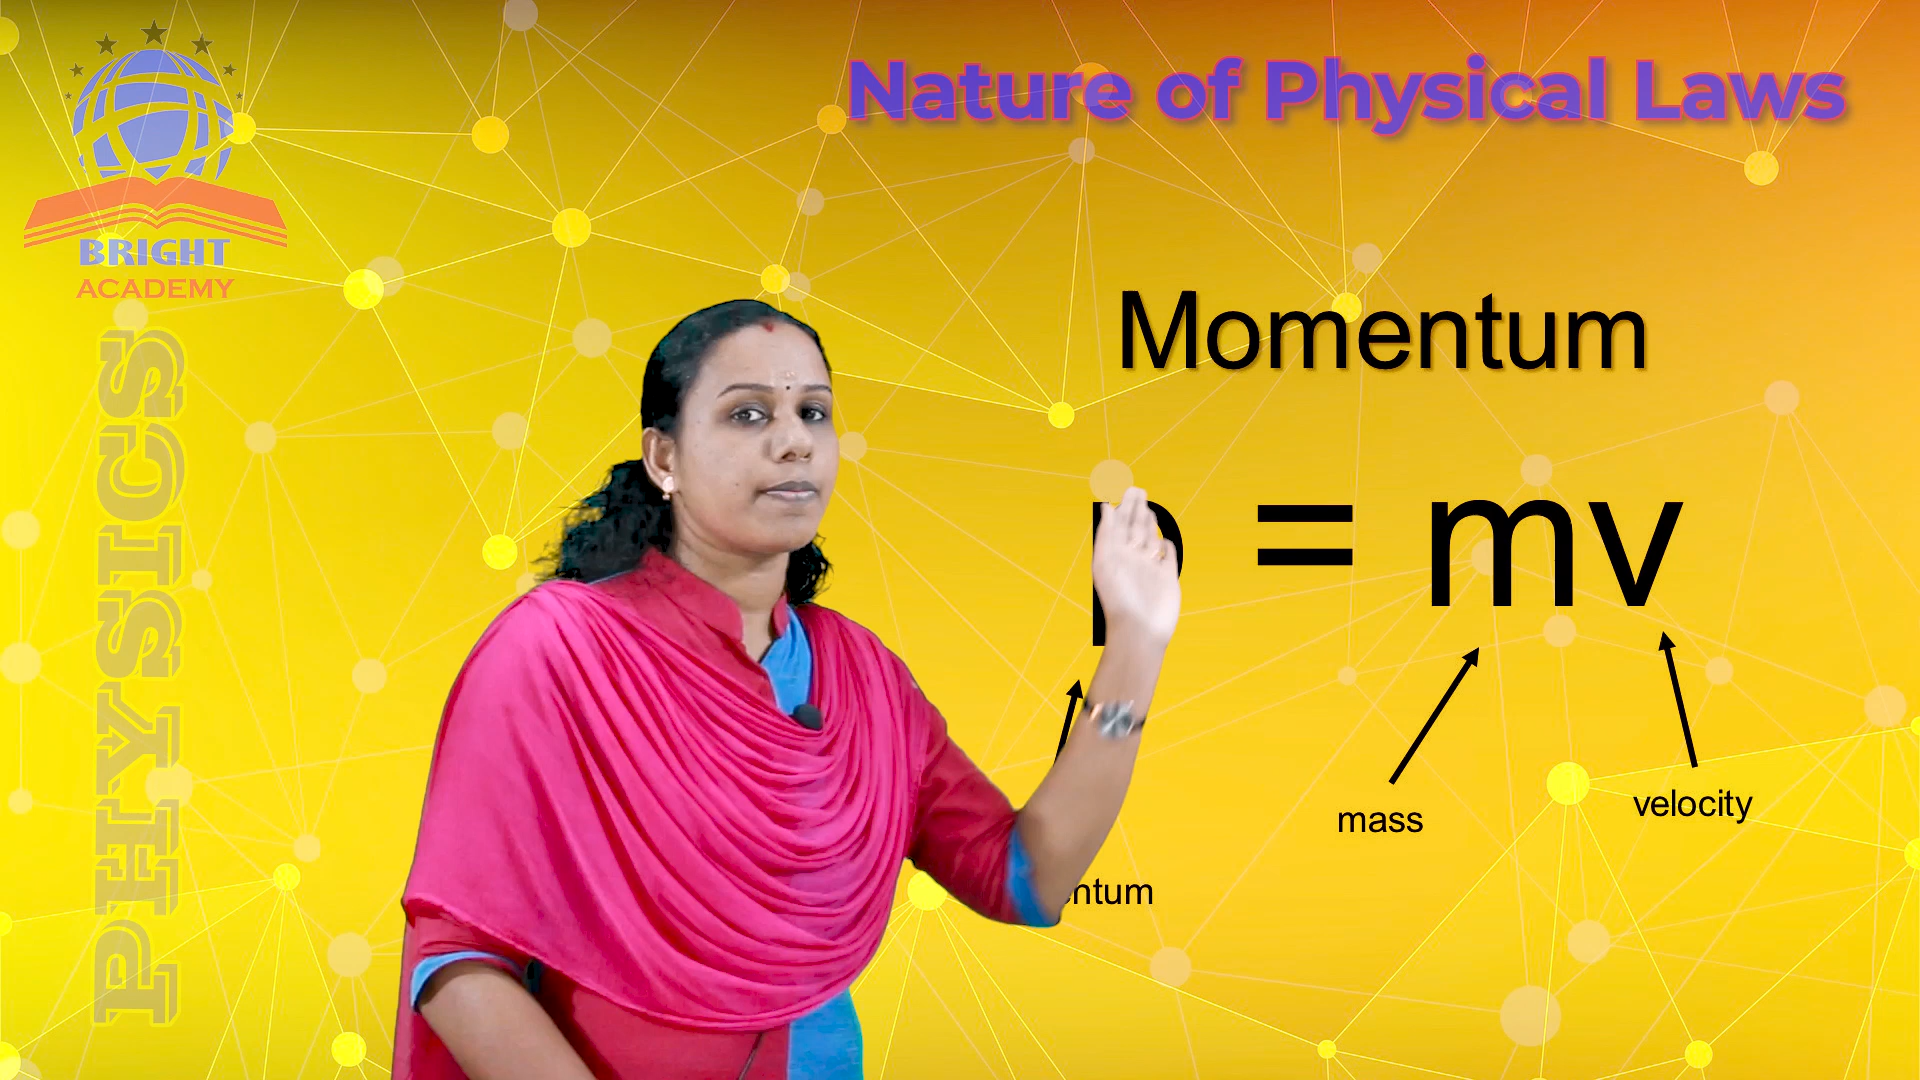 BRIGHT
ACADEMY
PHYSICS
Nature of Physical Laws
Momentum
p = mv
mass
velocity
ntum